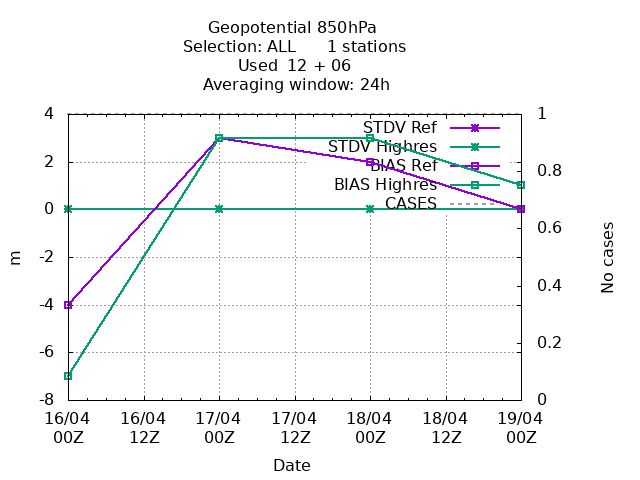 Geopotential 850hPa
Selection: ALL 1 stations
Used 12 + 06
Averaging window: 24h
4
2
0
-2
-4
-6
-8
m
1
0.8
0.6
0.4
0.2
0
No cases
STDV Ref
STDV Highres
BIAS Ref
BIAS Highres
CASES
16/04 16/04 17/04 17/04 18/04 18/04 19/04
00Z 12Z 00Z 12Z 00Z 12Z 00Z
Date